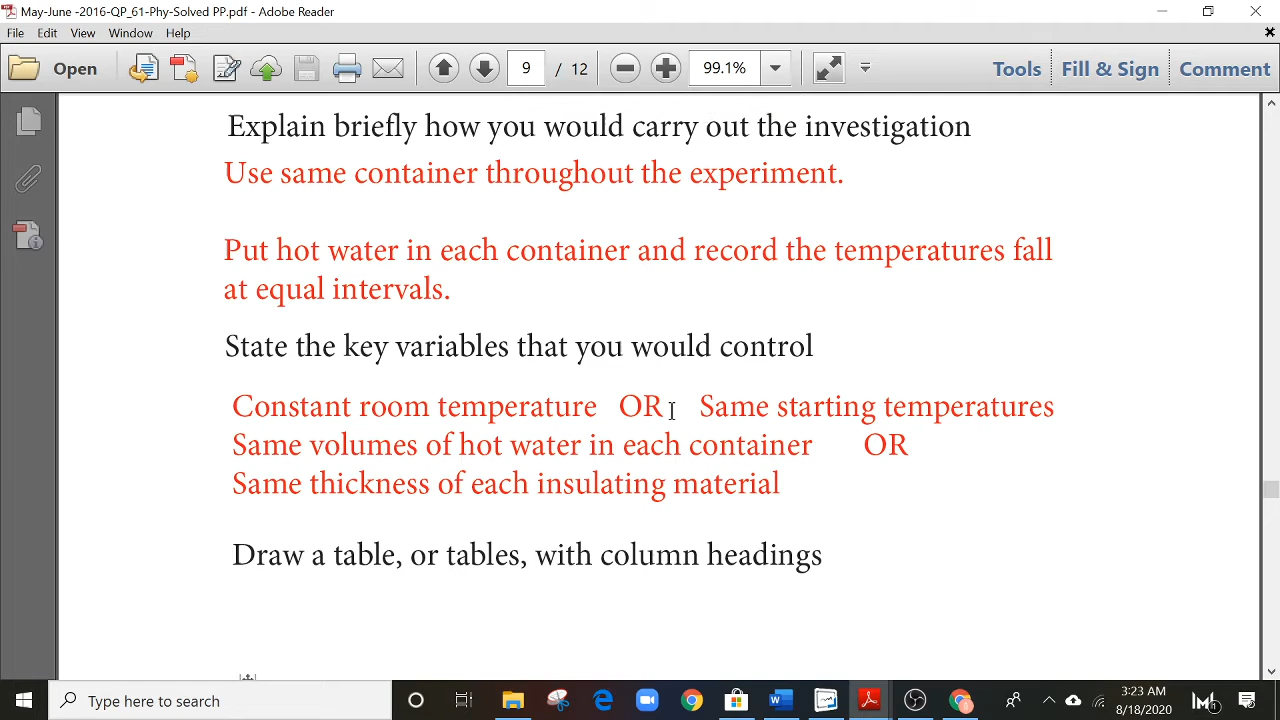 May-June -2016-QP_61-Phy-Solved PP.pdf - Adobe Reader
File Edit View Window Help
Open 9 / 12 99.1% Tools Fill & Sign Comment
Explain briefly how you would carry out the investigation
Use same container throughout the experiment.
Put hot water in each container and record the temperatures fall
at equal intervals.
State the key variables that you would control
Constant room temperature OR Same starting temperatures
Same volumes of hot water in each container OR
Same thickness of each insulating material
Draw a table, or tables, with column headings
Type here to search
3:23 AM
8/18/2020